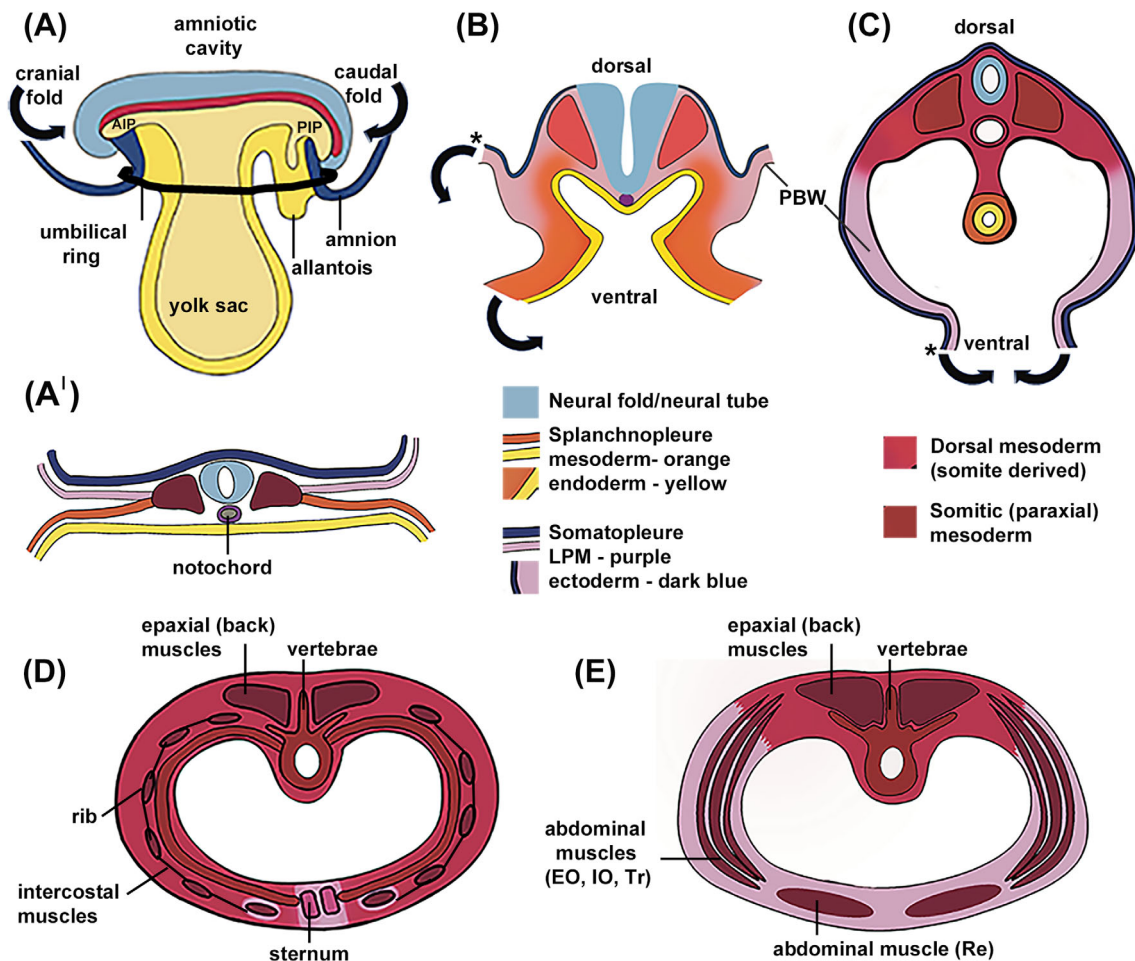 (A)
amniotic
cavity
cranial
fold
caudal
fold
AIP
PIP
umbilical
ring
amnion
allantois
yolk sac
(B)
dorsal
*
PBW
ventral
(C)
dorsal
*
ventral
(A')
notochord
Neural fold/neural tube
Splanchnopleure
mesoderm- orange
endoderm - yellow
Somatopleure
LPM - purple
ectoderm - dark blue
Dorsal mesoderm
(somite derived)
Somitic (paraxial)
mesoderm
(D)
epaxial (back)
muscles
vertebrae
rib
intercostal
muscles
sternum
(E)
epaxial (back)
muscles
vertebrae
abdominal
muscles
(EO, IO, Tr)
abdominal muscle (Re)